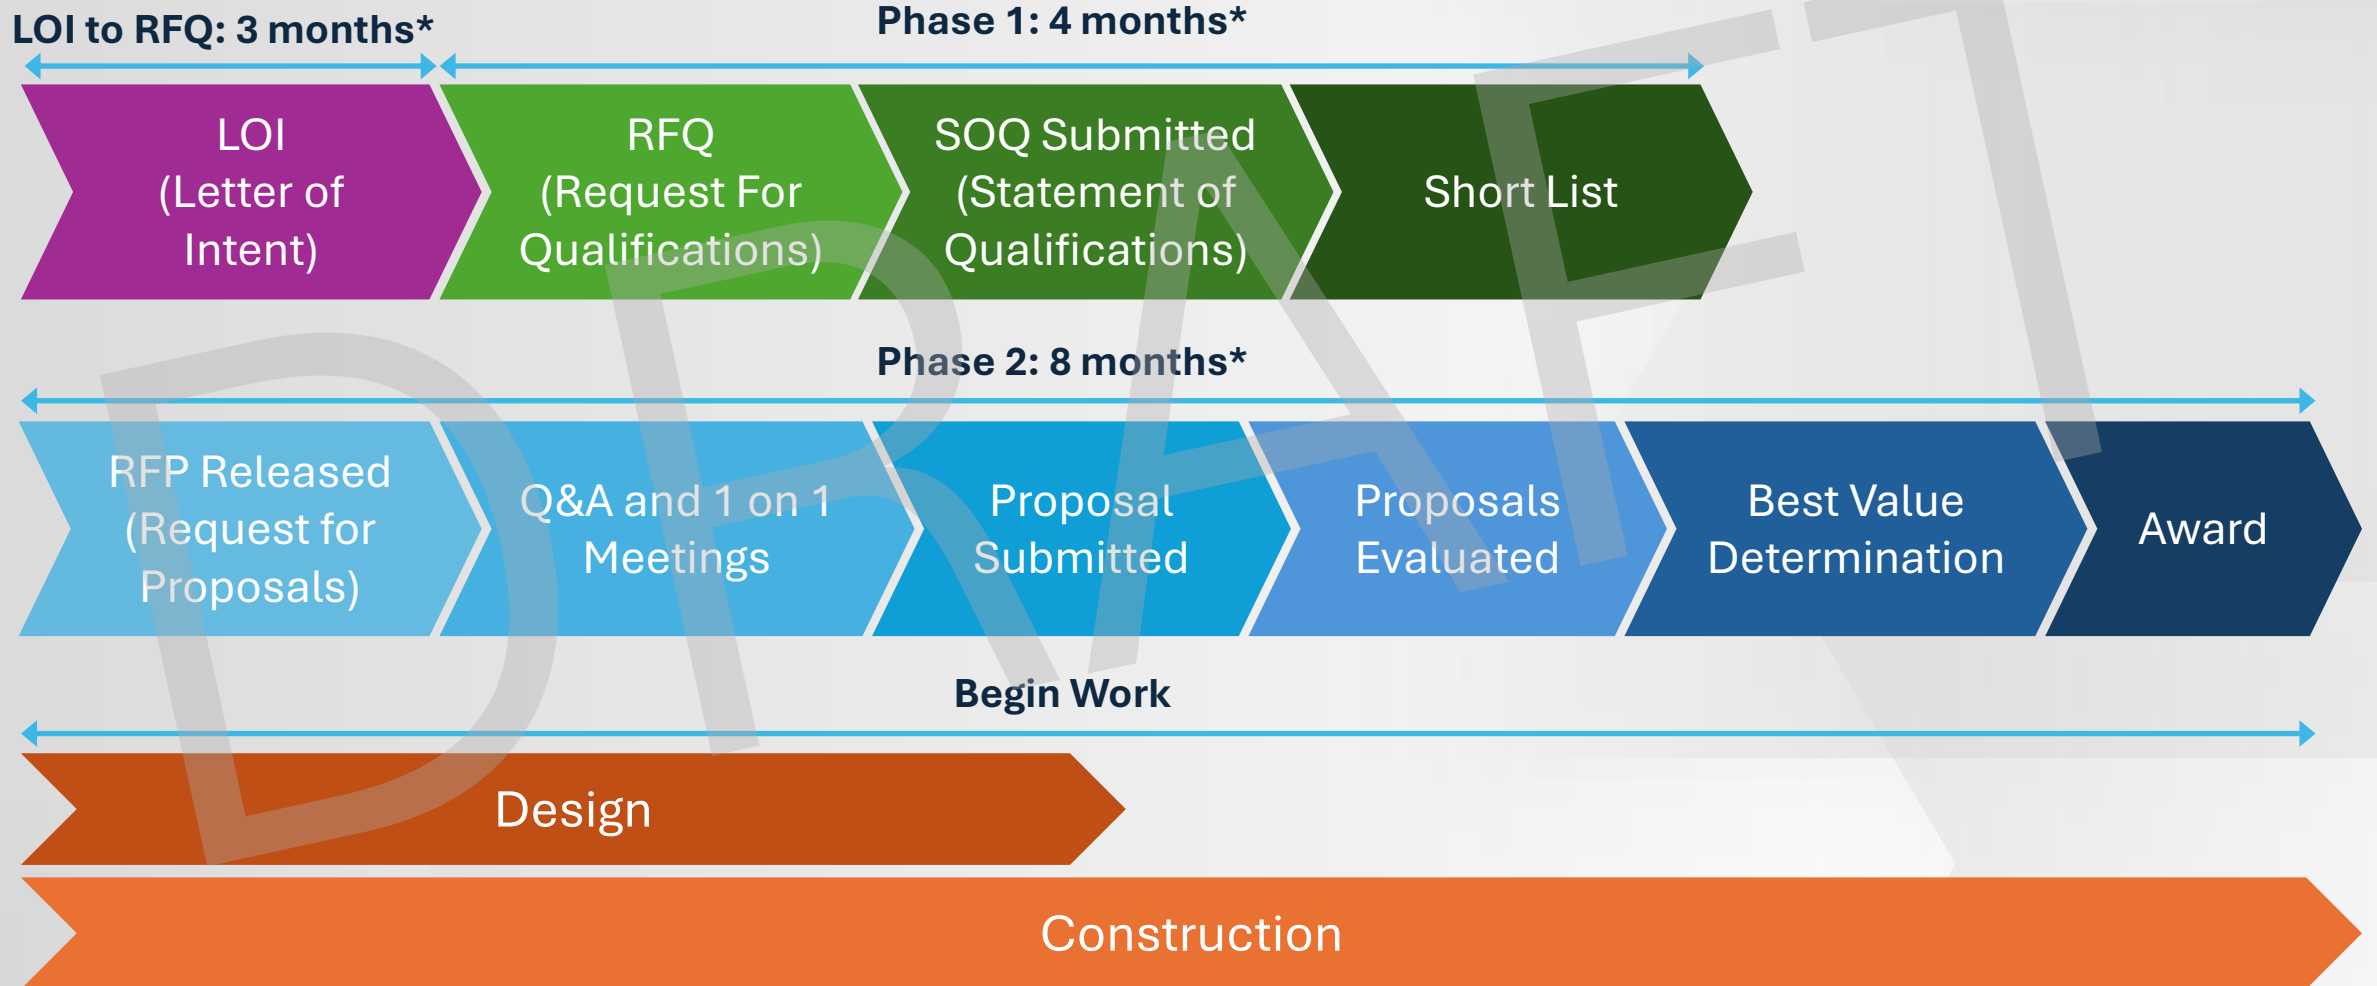 LOI to RFQ: 3 months*
Phase 1: 4 months*
LOI
(Letter of
Intent)
RFQ
(Request For
Qualifications)
SOQ Submitted
(Statement of
Qualifications)
Short List
Phase 2: 8 months*
RFP Released
(Request for
Proposals)
Q&A and 1 on 1
Meetings
Proposal
Submitted
Proposals
Evaluated
Best Value
Determination
Award
Begin Work
Design
Construction
DRAFT